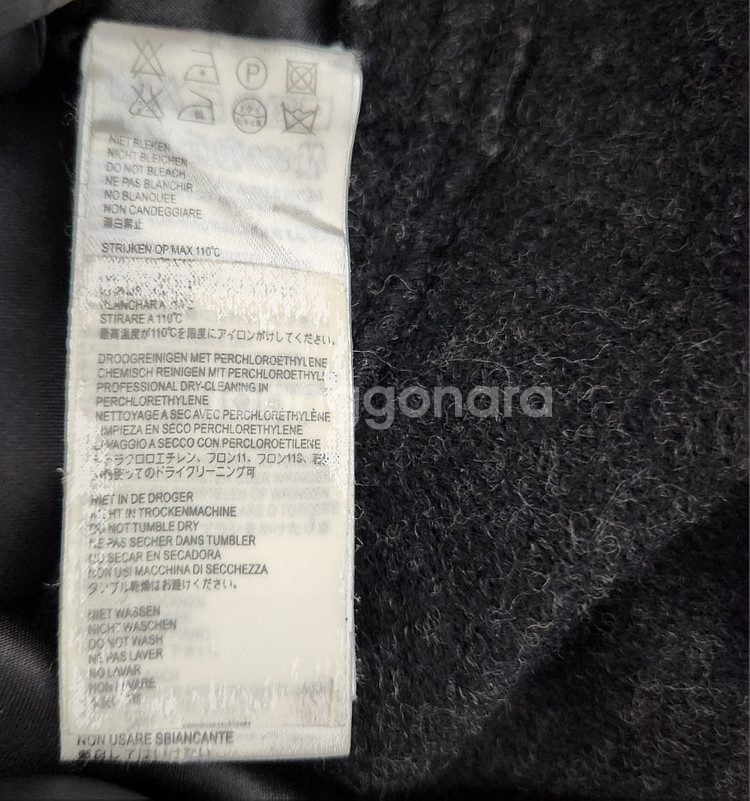 P
NIET BLEKEN
NICHT BLEICHEN
DO NOT BLEACH
NE PAS BLANCHIR
NO BLANQUEE
NON CANDEGGIARE
漂白禁止
STRIJKEN OP MAX 110°C
STIRARE A 110°C
最高温度が110℃を限度にアイロンがけしてください。
DROOGREINIGEN MET PERCHLOROETHYLENE
CHEMISCH REINIGEN MIT
PROFESSIONAL DRY-CLEANING IN
PERCHLORETHYLENE
NETTOYAGE A SEC AVEC PERCHLORÉTHYLÈNE
LIMPIEZA EN SECO PERCHLORETHYLENE
LAVAGGIO A SECCO CON PERCLOROETILENE
トラクロロエチレン、フロン11、フロン113、
使ってのドライクリーニング可
NIET IN DE DROGER
NICHT IN TROCKENMACHINE
DO NOT TUMBLE DRY
NE PAS SECHER DANS TUMBLER
NO SECAR EN SECADORA
NON USI MACCHINA DI SECCHEZZA
タンブル乾燥はお避けください。
NIET WASSEN
NICHT WASCHEN
DO NOT WASH
NE PAS LAVER
NO LAVAR
NON LAVARE
NON USARE SBIANCANTE
joonggonara